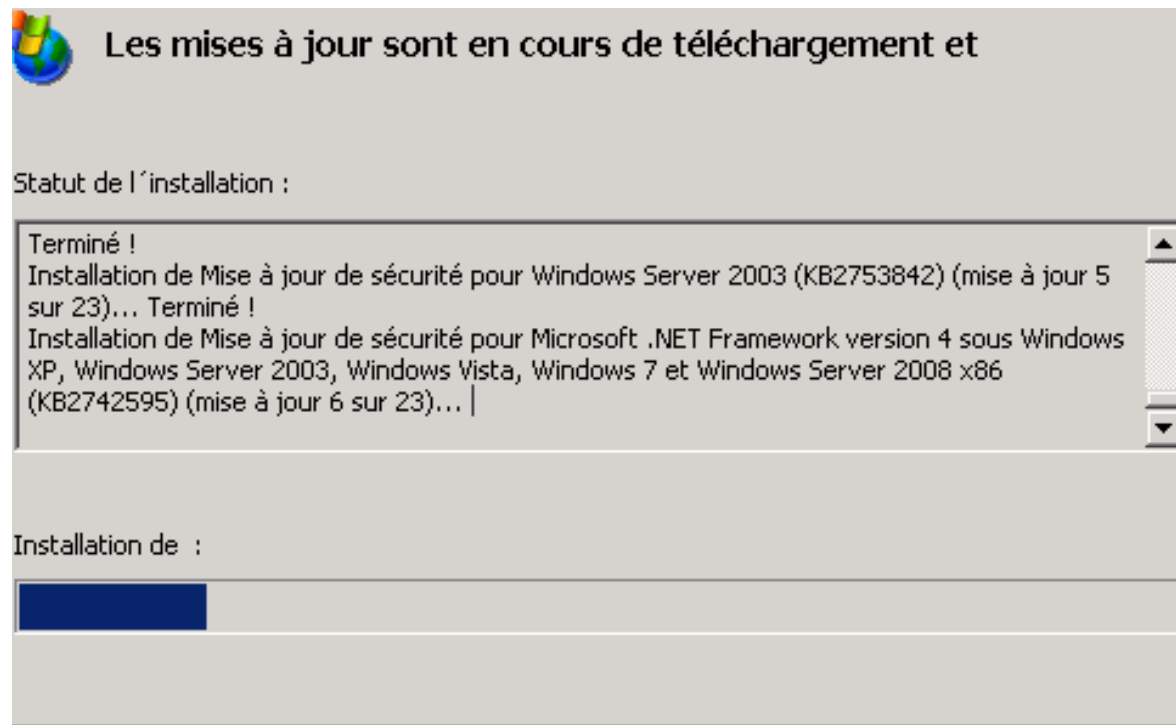 Les mises à jour sont en cours de téléchargement et
Statut de l´installation :
Terminé !
Installation de Mise à jour de sécurité pour Windows Server 2003 (KB2753842) (mise à jour 5
sur 23)... Terminé !
Installation de Mise à jour de sécurité pour Microsoft .NET Framework version 4 sous Windows
XP, Windows Server 2003, Windows Vista, Windows 7 et Windows Server 2008 x86
(KB2742595) (mise à jour 6 sur 23)...
Installation de :